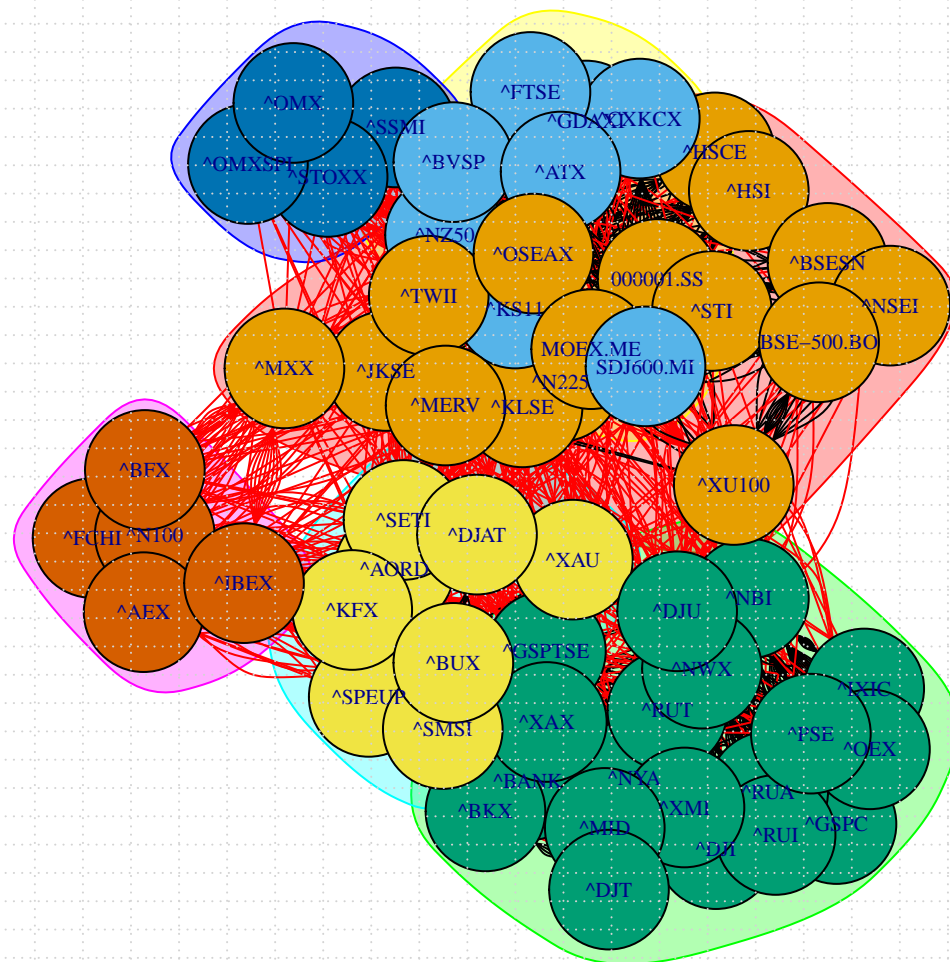 ^FTSE
^OMX
^GDAXI
^SSMI
^HSCE
^OMXSPI
^BVSP
^ATX
^STOXX
^HSI
^NZ50
^OSEAX
^BSESN
000001.SS
^TWII
^NSEI
^KS11
^STI
BSE-500.BO
MOEX.ME
SDJ600.MI
^MXX
^JKSE
^N225
^MERV
^KLSE
^BFX
^XU100
^SETI
^DJAT
^FCHI
^N100
^XAU
^AORD
^IBEX
^NBI
^KFX
^DJU
^AEX
^GSPTSE
^BUX
^NWX
^IXIC
^SPEUP
^RUT
^XAX
^SMSI
^PSE
^OEX
^BANK
^NYA
^RUA
^BKX
^XMI
^MID
^RUI
^GSPC
^DJI
^DJT